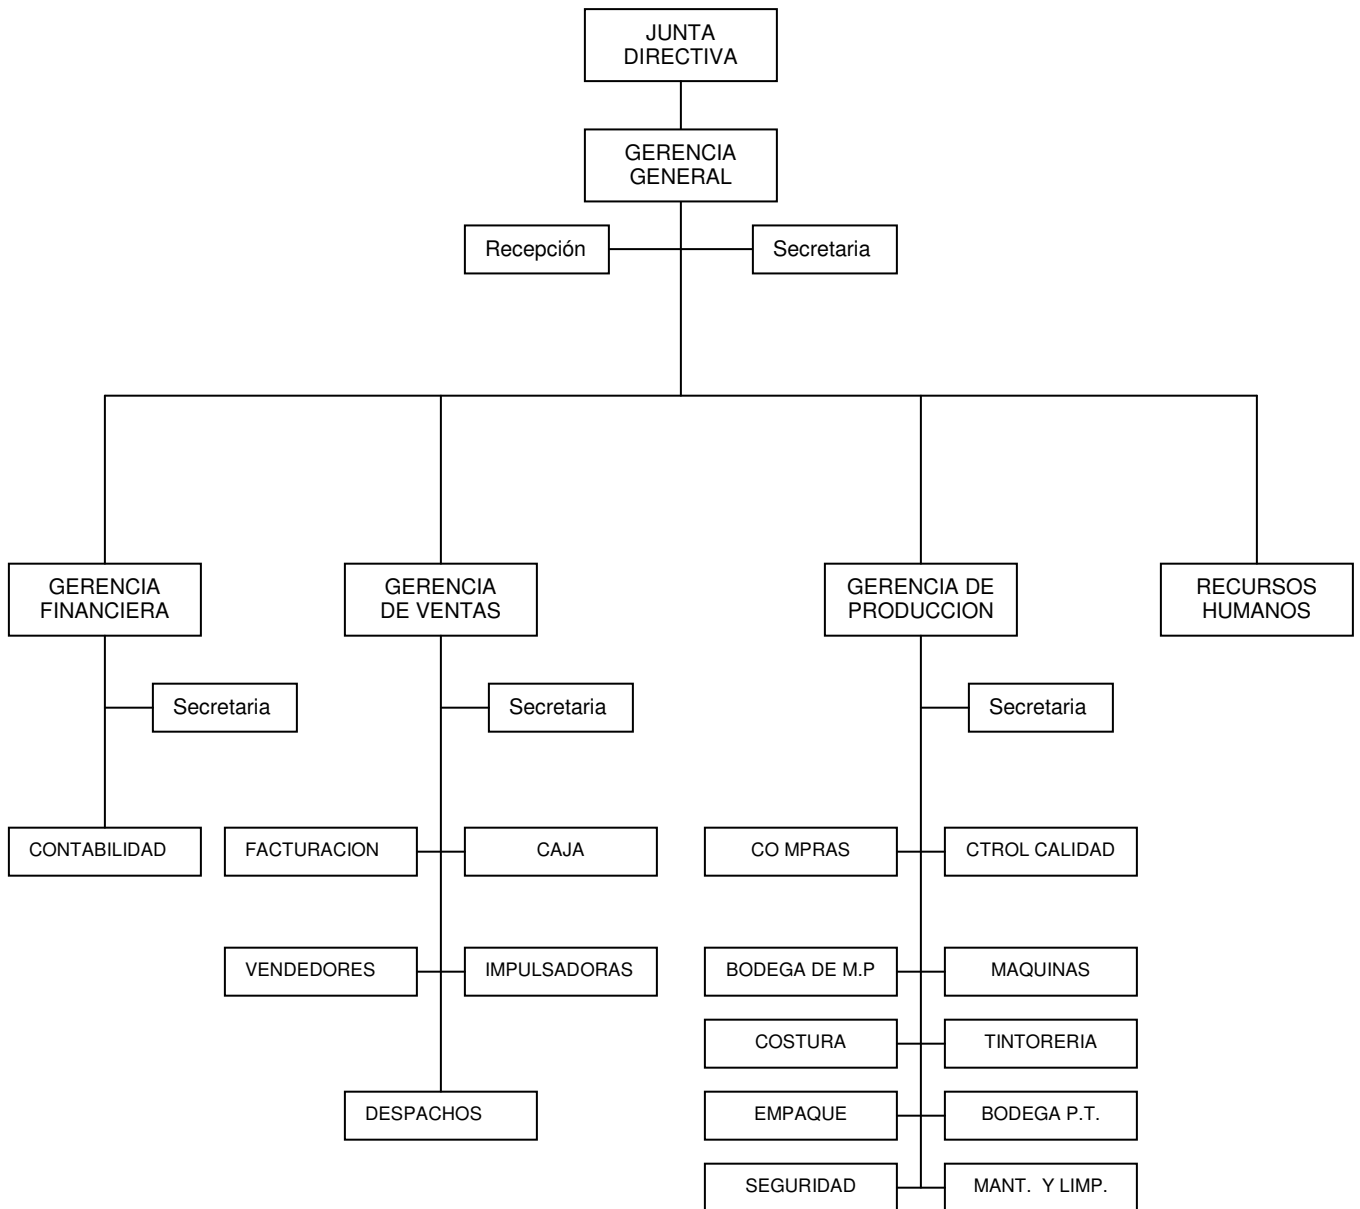 JUNTA
DIRECTIVA
GERENCIA
GENERAL
Recepción
Secretaria
GERENCIA
FINANCIERA
GERENCIA
DE VENTAS
GERENCIA DE
PRODUCCION
RECURSOS
HUMANOS
Secretaria
Secretaria
Secretaria
CONTABILIDAD
FACTURACION
CAJA
CO MPRAS
CTROL CALIDAD
VENDEDORES
IMPULSADORAS
BODEGA DE M.P
MAQUINAS
COSTURA
TINTORERIA
DESPACHOS
EMPAQUE
BODEGA P.T.
SEGURIDAD
MANT. Y LIMP.